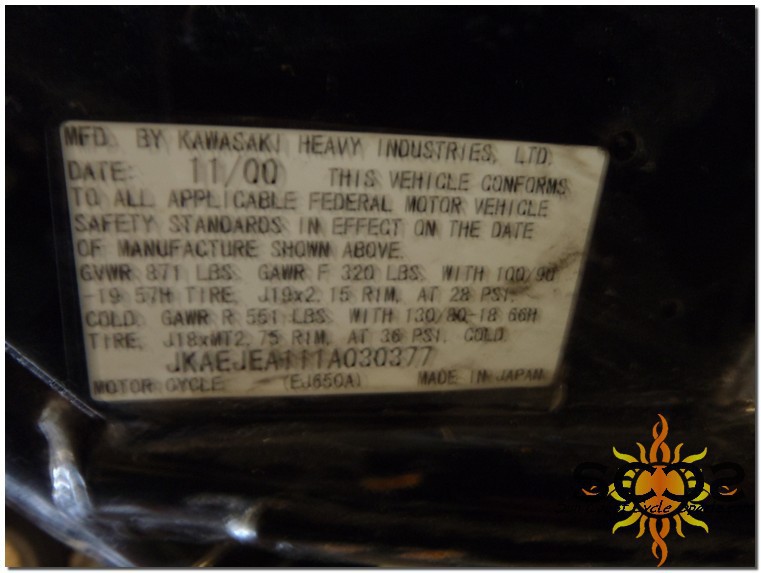 MFD. BY KAWASAKI HEAVY INDUSTRIES, LTD.
DATE: 11/00 THIS VEHICLE CONFORMS
TO ALL APPLICABLE FEDERAL MOTOR VEHICLE
SAFETY STANDARDS IN EFFECT ON THE DATE
OF MANUFACTURE SHOWN ABOVE.
GVWR 871 LBS. GAWR F 320 LBS. WITH 100/90
-19 57H TIRE, J19x2.15 RIM, AT 28 PSI.
COLD. GAWR R 551 LBS. WITH 130/80-18 66H
TIRE, J18xMT2.75 RIM, AT 36 PSI. COLD.
JKAEJEA111A030377
MOTOR CYCLE (EJ650A) MADE IN JAPAN